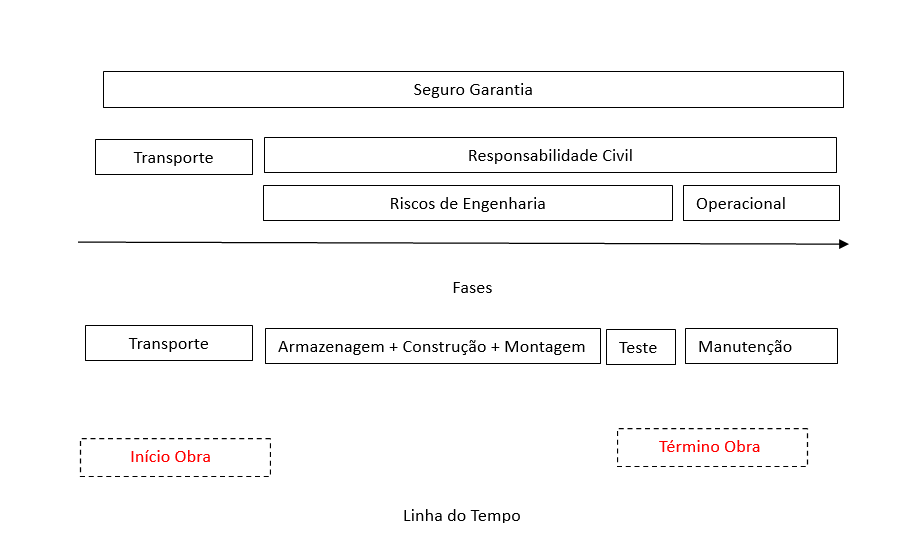 Seguro Garantia
Transporte
Responsabilidade Civil
Riscos de Engenharia
Operacional
Fases
Transporte
Armazenagem + Construção + Montagem
Teste
Manutenção
Início Obra
Término Obra
Linha do Tempo